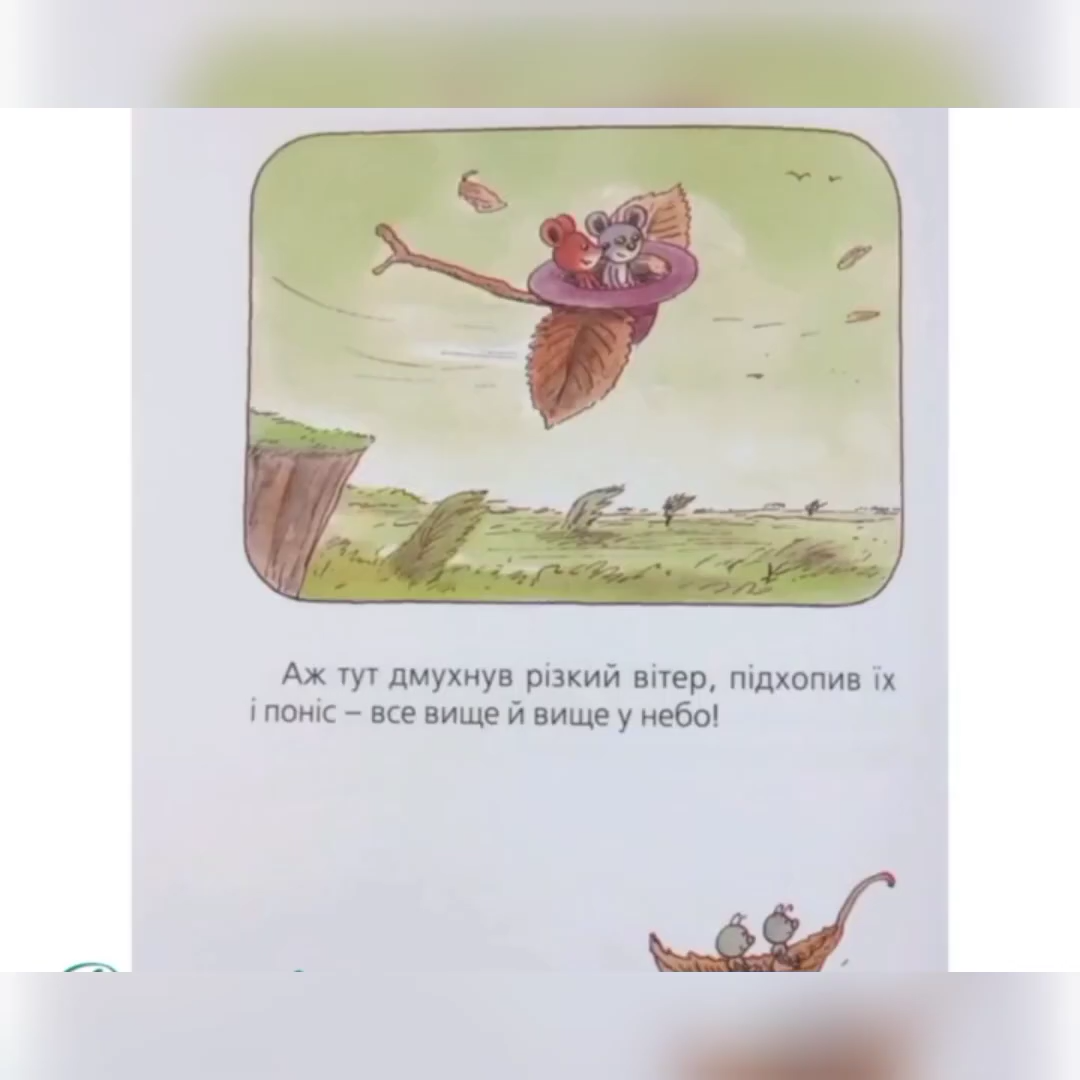 Аж тут дмухнув різкий вітер, підхопив їх
і поніс – все вище й вище у небо!